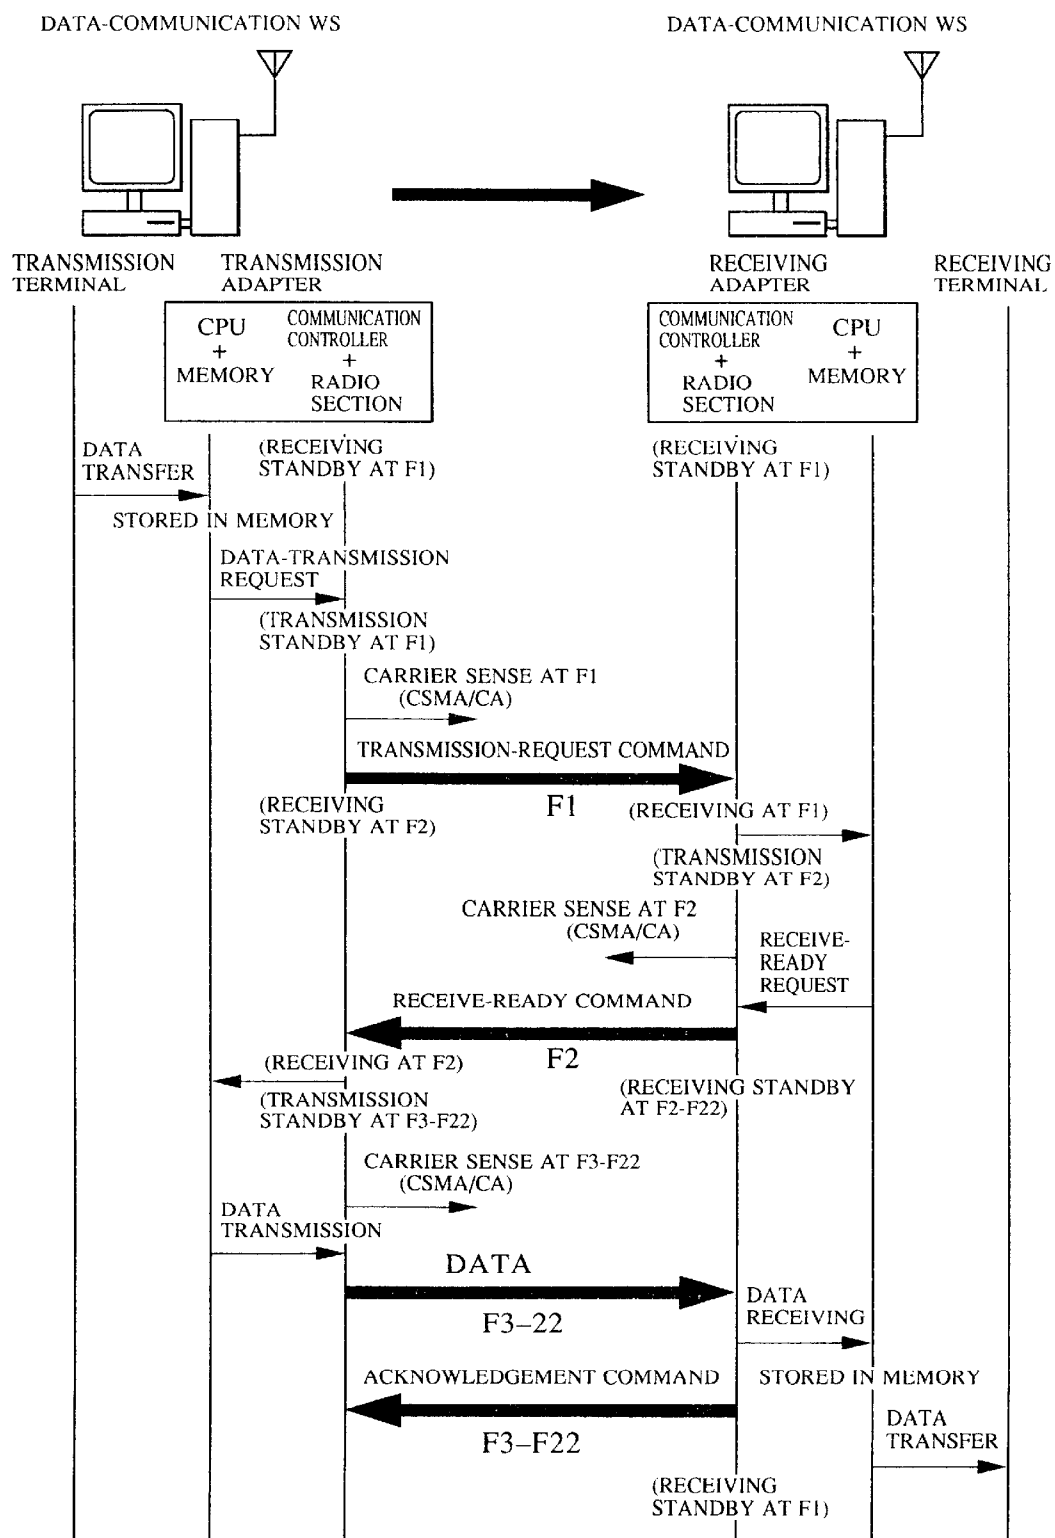 DATA-COMMUNICATION WS
DATA-COMMUNICATION WS
TRANSMISSION
TERMINAL
TRANSMISSION
ADAPTER
RECEIVING
ADAPTER
RECEIVING
TERMINAL
CPU
+
MEMORY
COMMUNICATION
CONTROLLER
+
RADIO
SECTION
COMMUNICATION
CONTROLLER
+
RADIO
SECTION
CPU
+
MEMORY
DATA
TRANSFER
(RECEIVING
STANDBY AT F1)
(RECEIVING
STANDBY AT F1)
STORED IN MEMORY
DATA-TRANSMISSION
REQUEST
(TRANSMISSION
STANDBY AT F1)
CARRIER SENSE AT F1
(CSMA/CA)
TRANSMISSION-REQUEST COMMAND
F1
(RECEIVING
STANDBY AT F2)
(RECEIVING AT F1)
(TRANSMISSION
STANDBY AT F2)
CARRIER SENSE AT F2
(CSMA/CA)
RECEIVE-
READY
REQUEST
RECEIVE-READY COMMAND
F2
(RECEIVING AT F2)
(TRANSMISSION
STANDBY AT F3-F22)
(RECEIVING STANDBY
AT F2-F22)
CARRIER SENSE AT F3-F22
(CSMA/CA)
DATA
TRANSMISSION
DATA
F3–22
DATA
RECEIVING
ACKNOWLEDGEMENT COMMAND
F3–F22
STORED IN MEMORY
DATA
TRANSFER
(RECEIVING
STANDBY AT F1)